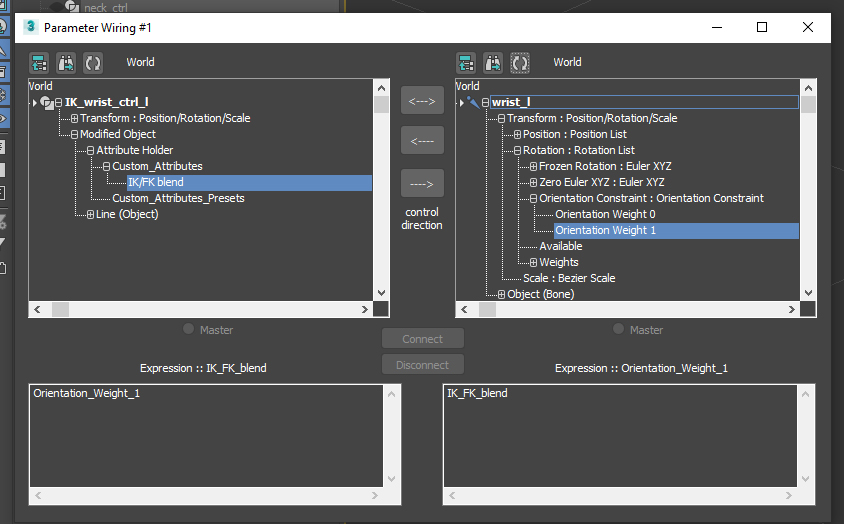 neck_ctrl
3 Parameter Wiring #1
World
World
World
IK_wrist_ctrl_l
Transform : Position/Rotation/Scale
Modified Object
Attribute Holder
Custom_Attributes
IK/FK blend
Custom_Attributes_Presets
Line (Object)
<--->
<----
---->
control
direction
World
wrist_l
Transform : Position/Rotation/Scale
Position : Position List
Rotation : Rotation List
Frozen Rotation : Euler XYZ
Zero Euler XYZ : Euler XYZ
Orientation Constraint : Orientation Constraint
Orientation Weight 0
Orientation Weight 1
Available
Weights
Scale : Bezier Scale
Object (Bone)
Master
Master
Connect
Disconnect
Expression :: IK_FK_blend
Expression :: Orientation_Weight_1
Orientation_Weight_1
IK_FK_blend